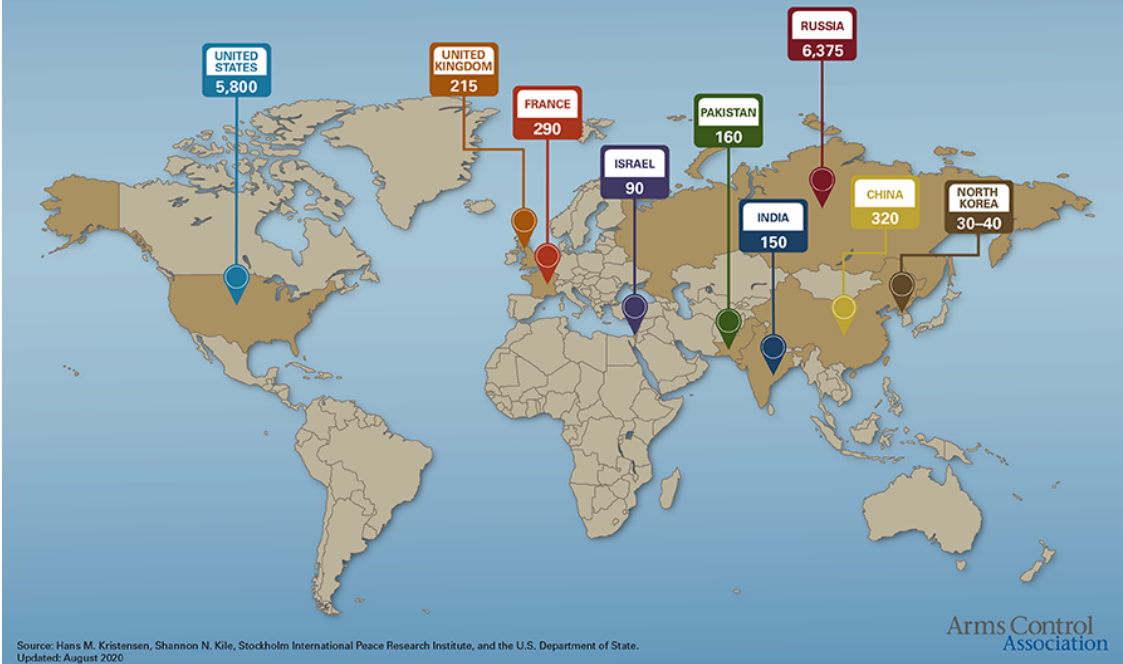 UNITED
STATES
5,800
UNITED
KINGDOM
215
FRANCE
290
ISRAEL
90
PAKISTAN
160
INDIA
150
RUSSIA
6,375
CHINA
320
NORTH
KOREA
30–40
Source: Hans M. Kristensen, Shannon N. Kile, Stockholm International Peace Research Institute, and the U.S. Department of State.
Updated: August 2020
Arms Control
Association